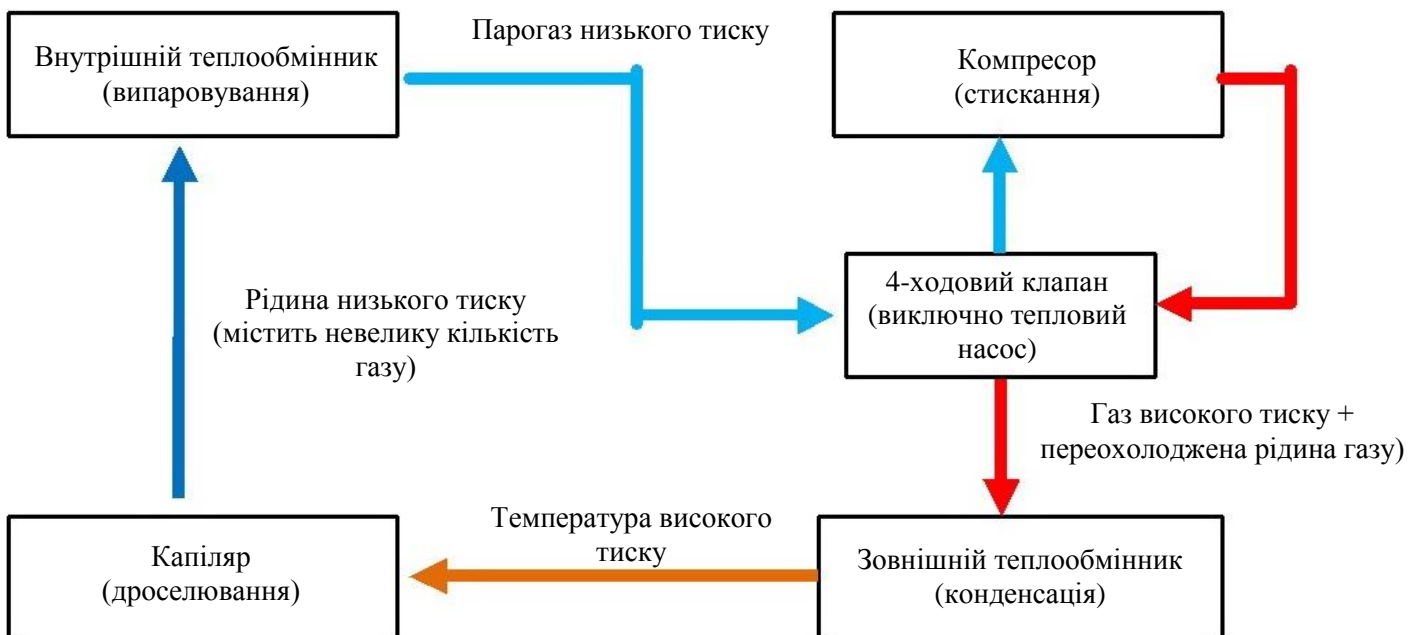 Внутрішній теплообмінник
(випаровування)
Парогаз низького тиску
Компресор
(стискання)
Рідина низького тиску
(містить невелику кількість
газу)
4-ходовий клапан
(виключно тепловий
насос)
Газ високого тиску +
переохолоджена рідина газу)
Капіляр
(дроселювання)
Температура високого
тиску
Зовнішній теплообмінник
(конденсація)